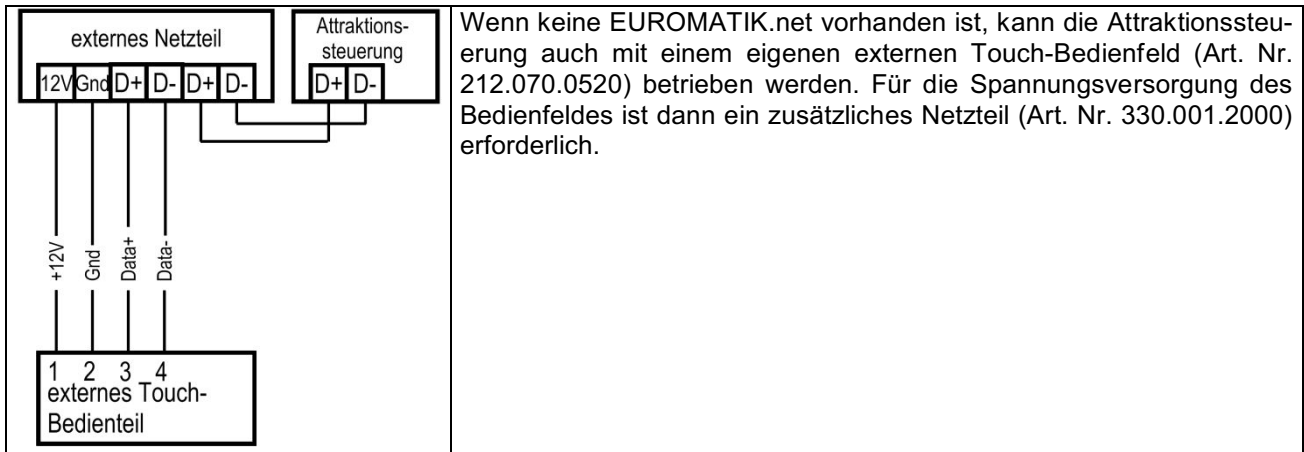 externes Netzteil
12V Gnd D+ D- D+ D-
Attraktions-
steuerung
D+ D-
+12V
Gnd
Data+
Data-
1 2 3 4
externes Touch-
Bedienteil
Wenn keine EUROMATIK.net vorhanden ist, kann die Attraktionssteu-
erung auch mit einem eigenen externen Touch-Bedienfeld (Art. Nr.
212.070.0520) betrieben werden. Für die Spannungsversorgung des
Bedienfeldes ist dann ein zusätzliches Netzteil (Art. Nr. 330.001.2000)
erforderlich.